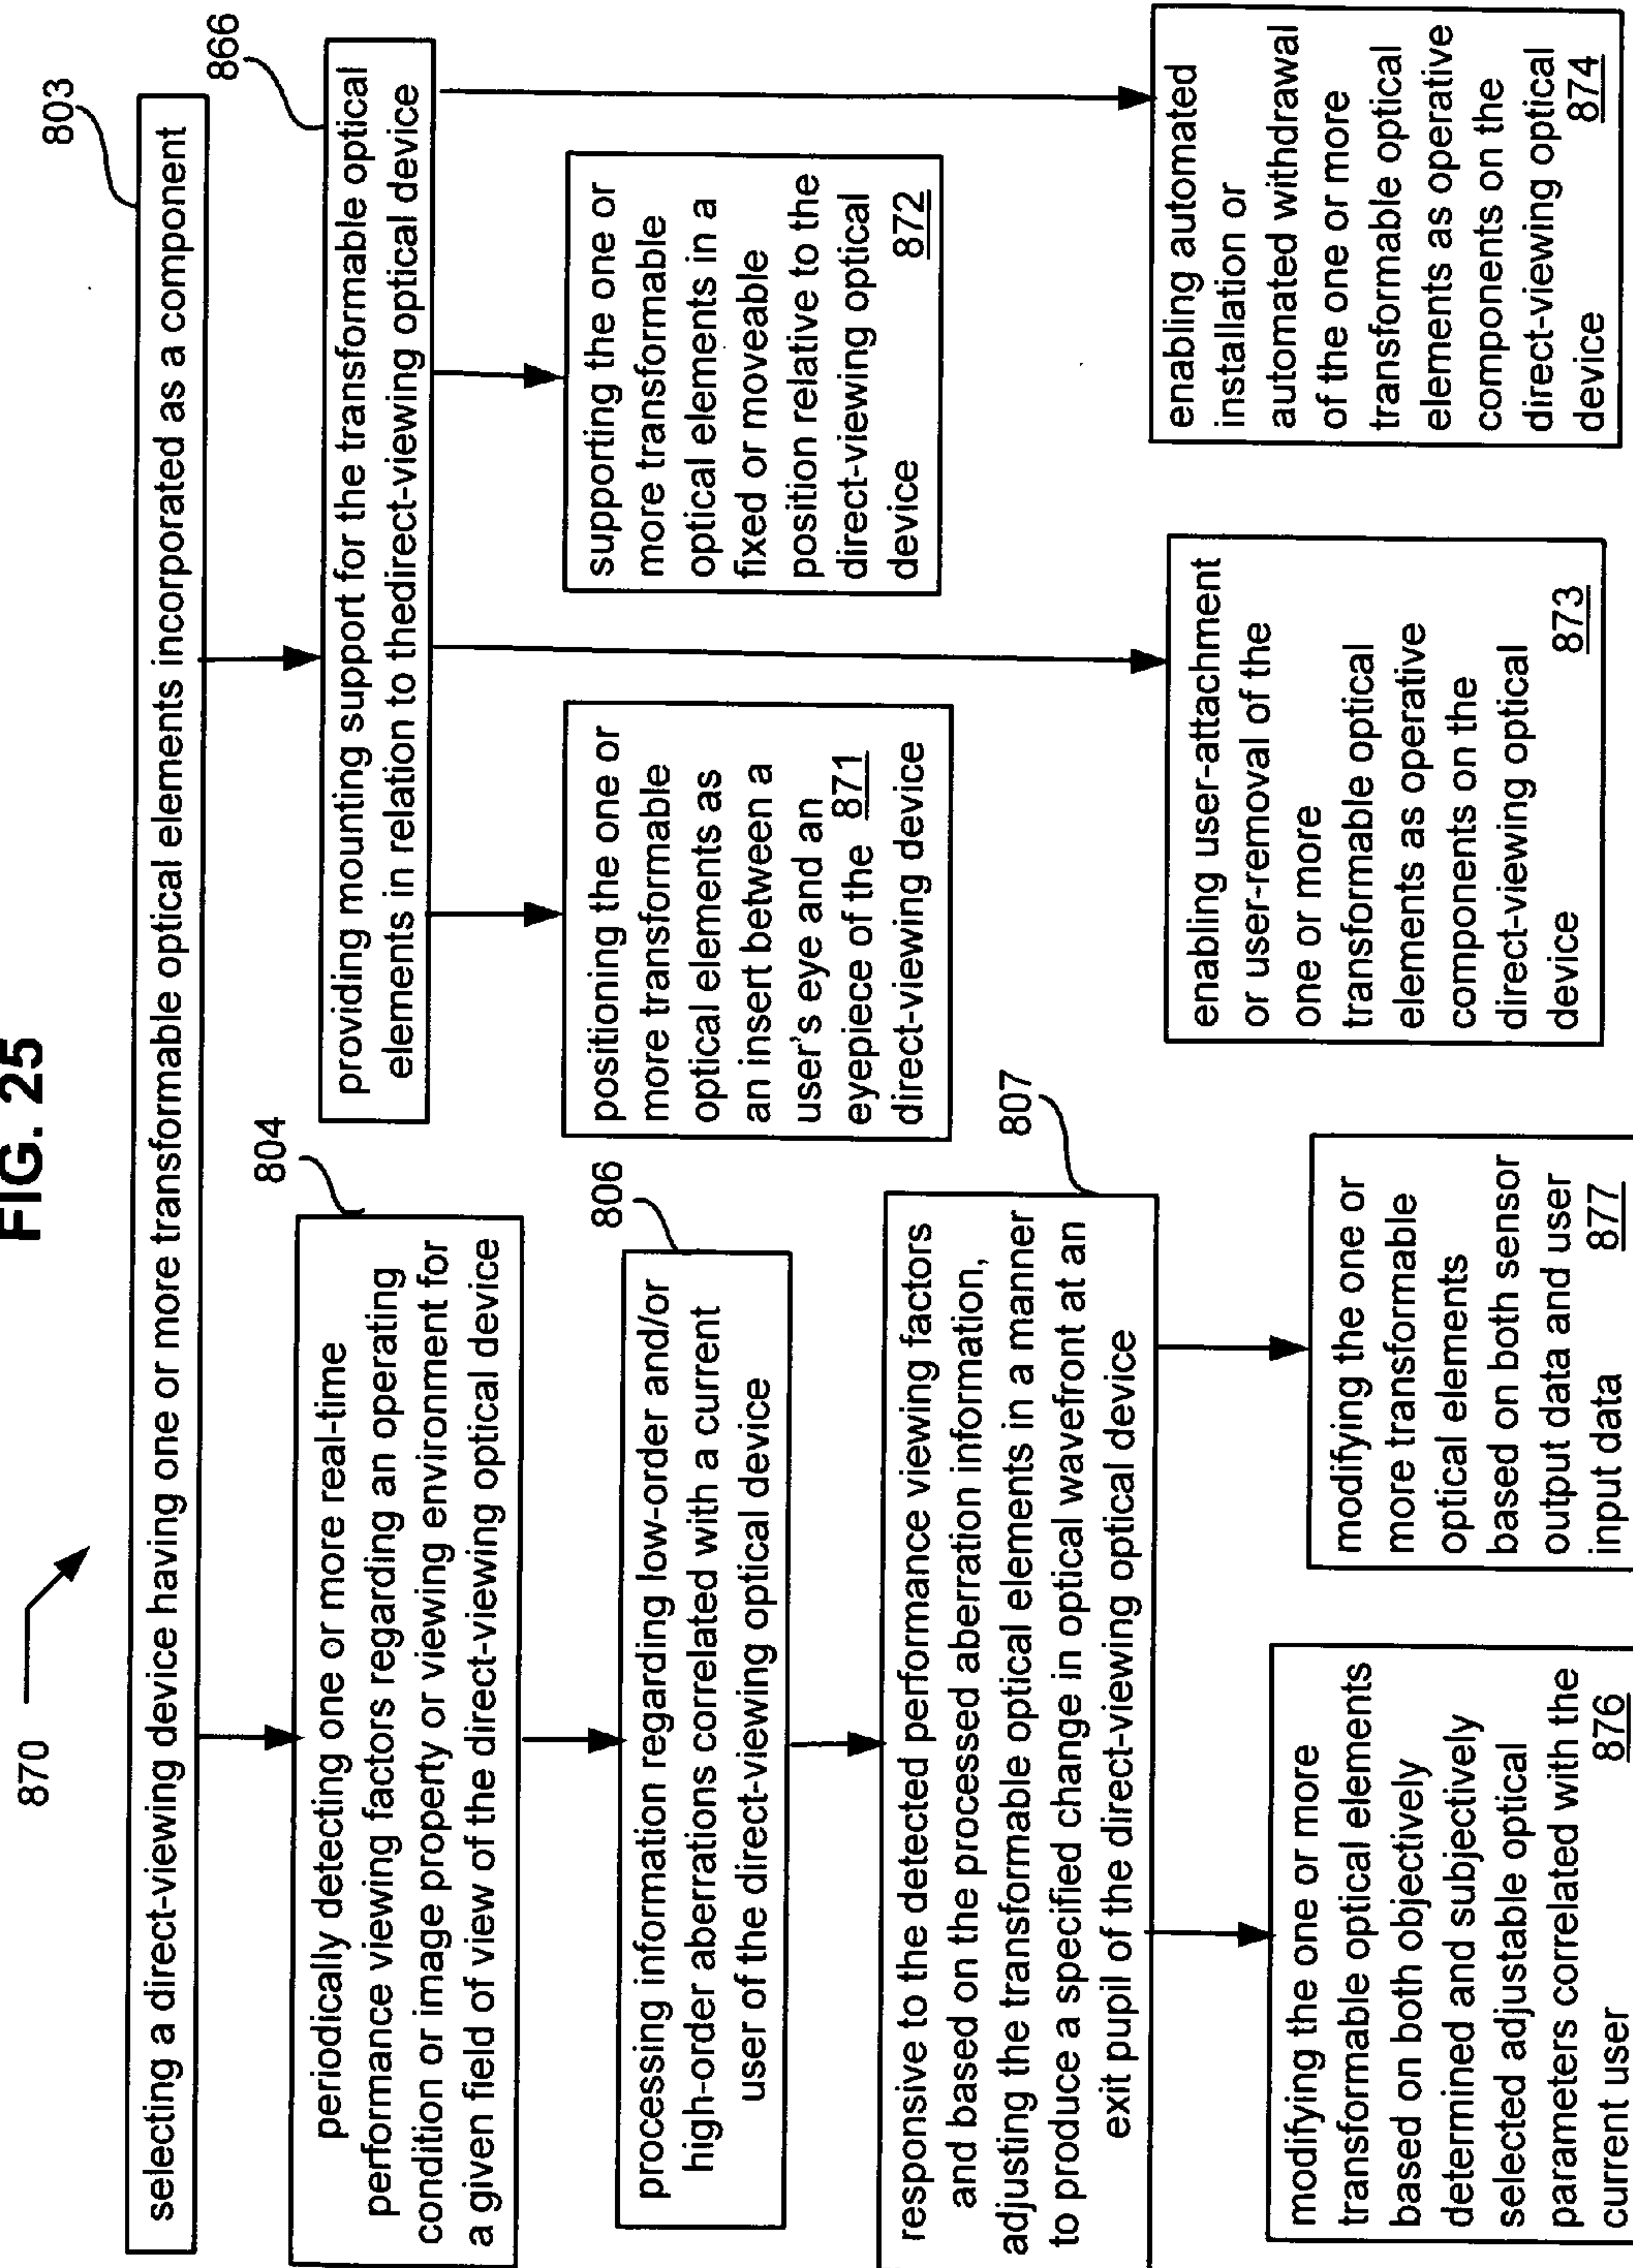 FIG. 25
870
803
selecting a direct-viewing device having one or more transformable optical elements incorporated as a component
804
periodically detecting one or more real-time
performance viewing factors regarding an operating
condition or image property or viewing environment for
a given field of view of the direct-viewing optical device
806
processing information regarding low-order and/or
high-order aberrations correlated with a current
user of the direct-viewing optical device
807
responsive to the detected performance viewing factors
and based on the processed aberration information,
adjusting the transformable optical elements in a manner
to produce a specified change in optical wavefront at an
exit pupil of the direct-viewing optical device
modifying the one or more
transformable optical elements
based on both objectively
determined and subjectively
selected adjustable optical
parameters correlated with the
current user 876
modifying the one or
more transformable
optical elements
based on both sensor
output data and user
input data 877
866
providing mounting support for the transformable optical
elements in relation to thedirect-viewing optical device
positioning the one or
more transformable
optical elements as
an insert between a
user's eye and an
eyepiece of the 871
direct-viewing device
supporting the one or
more transformable
optical elements in a
fixed or moveable
position relative to the
direct-viewing optical
device 872
enabling user-attachment
or user-removal of the
one or more
transformable optical
elements as operative
components on the
direct-viewing optical
device 873
enabling automated
installation or
automated withdrawal
of the one or more
transformable optical
elements as operative
components on the
direct-viewing optical
device 874